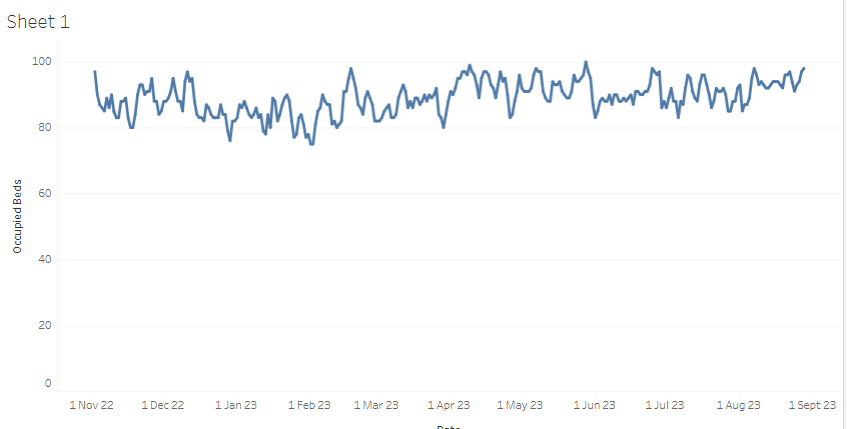 Sheet 1
100
80
60
40
20
0
Occupied Beds
1 Nov 22 1 Dec 22 1 Jan 23 1 Feb 23 1 Mar 23 1 Apr 23 1 May 23 1 Jun 23 1 Jul 23 1 Aug 23 1 Sept 23